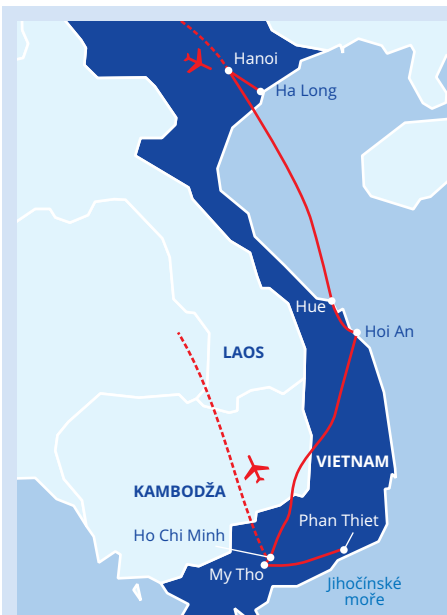 Hanoi
Ha Long
Hue
Hoi An
LAOS
VIETNAM
KAMBODŽA
Phan Thiet
Ho Chi Minh
My Tho
Jihočínské
moře